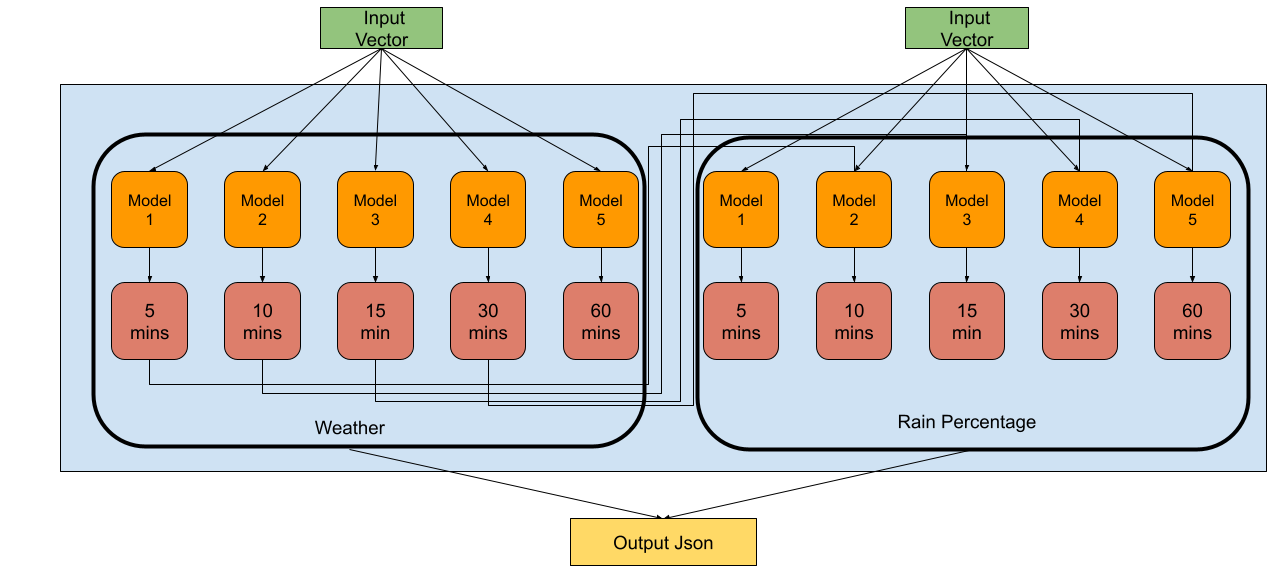 Input
Vector
Input
Vector
Model
1
Model
2
Model
3
Model
4
Model
5
Model
1
Model
2
Model
3
Model
4
Model
5
5
mins
10
mins
15
min
30
mins
60
mins
5
mins
10
mins
15
min
30
mins
60
mins
Weather
Rain Percentage
Output Json